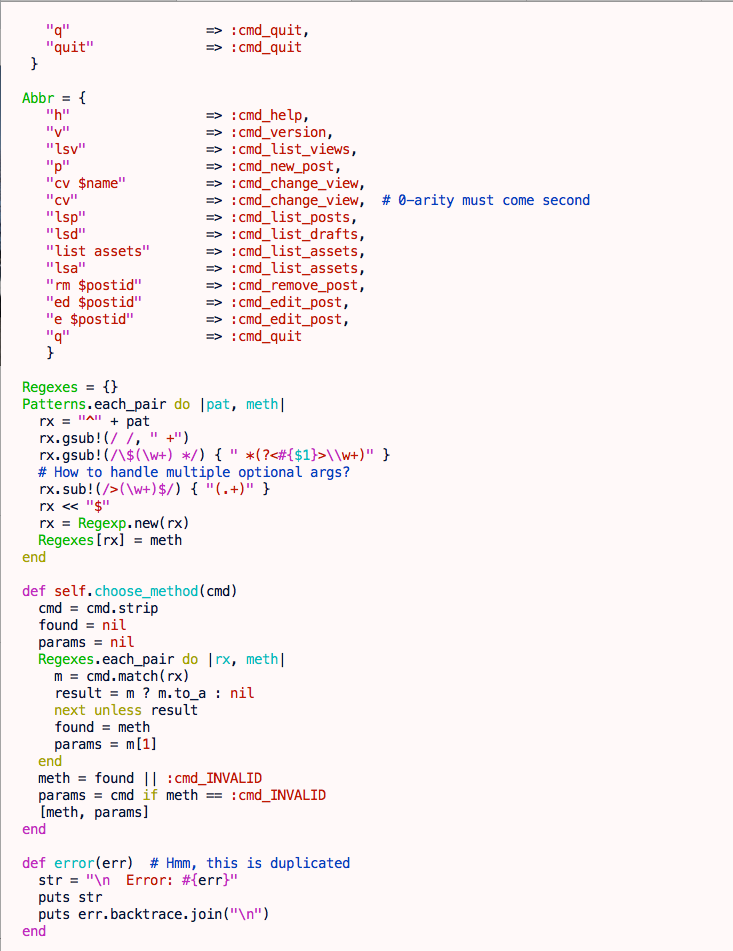 "q"                 => :cmd_quit,
    "quit"              => :cmd_quit
  }

 Abbr = {
    "h"                 => :cmd_help,
    "v"                 => :cmd_version,
    "lsv"               => :cmd_list_views,
    "p"                 => :cmd_new_post,
    "cv $name"          => :cmd_change_view,
    "cv"                => :cmd_change_view,  # 0-arity must come second
    "lsp"               => :cmd_list_posts,
    "lsd"               => :cmd_list_drafts,
    "list assets"       => :cmd_list_assets,
    "lsa"               => :cmd_list_assets,
    "rm $postid"        => :cmd_remove_post,
    "ed $postid"        => :cmd_edit_post,
    "e $postid"         => :cmd_edit_post,
    "q"                 => :cmd_quit
    }

 Regexes = {}
 Patterns.each_pair do |pat, meth|
   rx = "^" + pat
   rx.gsub!(/ /, " +")
   rx.gsub!(/\$(\w+) */) { " *(?<#{$1}>\\w+)" }
   # How to handle multiple optional args?
   rx.sub!(/>(\w+)$/) { "(.+)" }
   rx << "$"
   rx = Regexp.new(rx)
   Regexes[rx] = meth
 end

 def self.choose_method(cmd)
   cmd = cmd.strip
   found = nil
   params = nil
   Regexes.each_pair do |rx, meth|
     m = cmd.match(rx)
     result = m ? m.to_a : nil
     next unless result
     found = meth
     params = m[1]
   end
   meth = found || :cmd_INVALID
   params = cmd if meth == :cmd_INVALID
   [meth, params]
 end

 def error(err)  # Hmm, this is duplicated
   str = "\n  Error: #{err}"
   puts str
   puts err.backtrace.join("\n")
 end